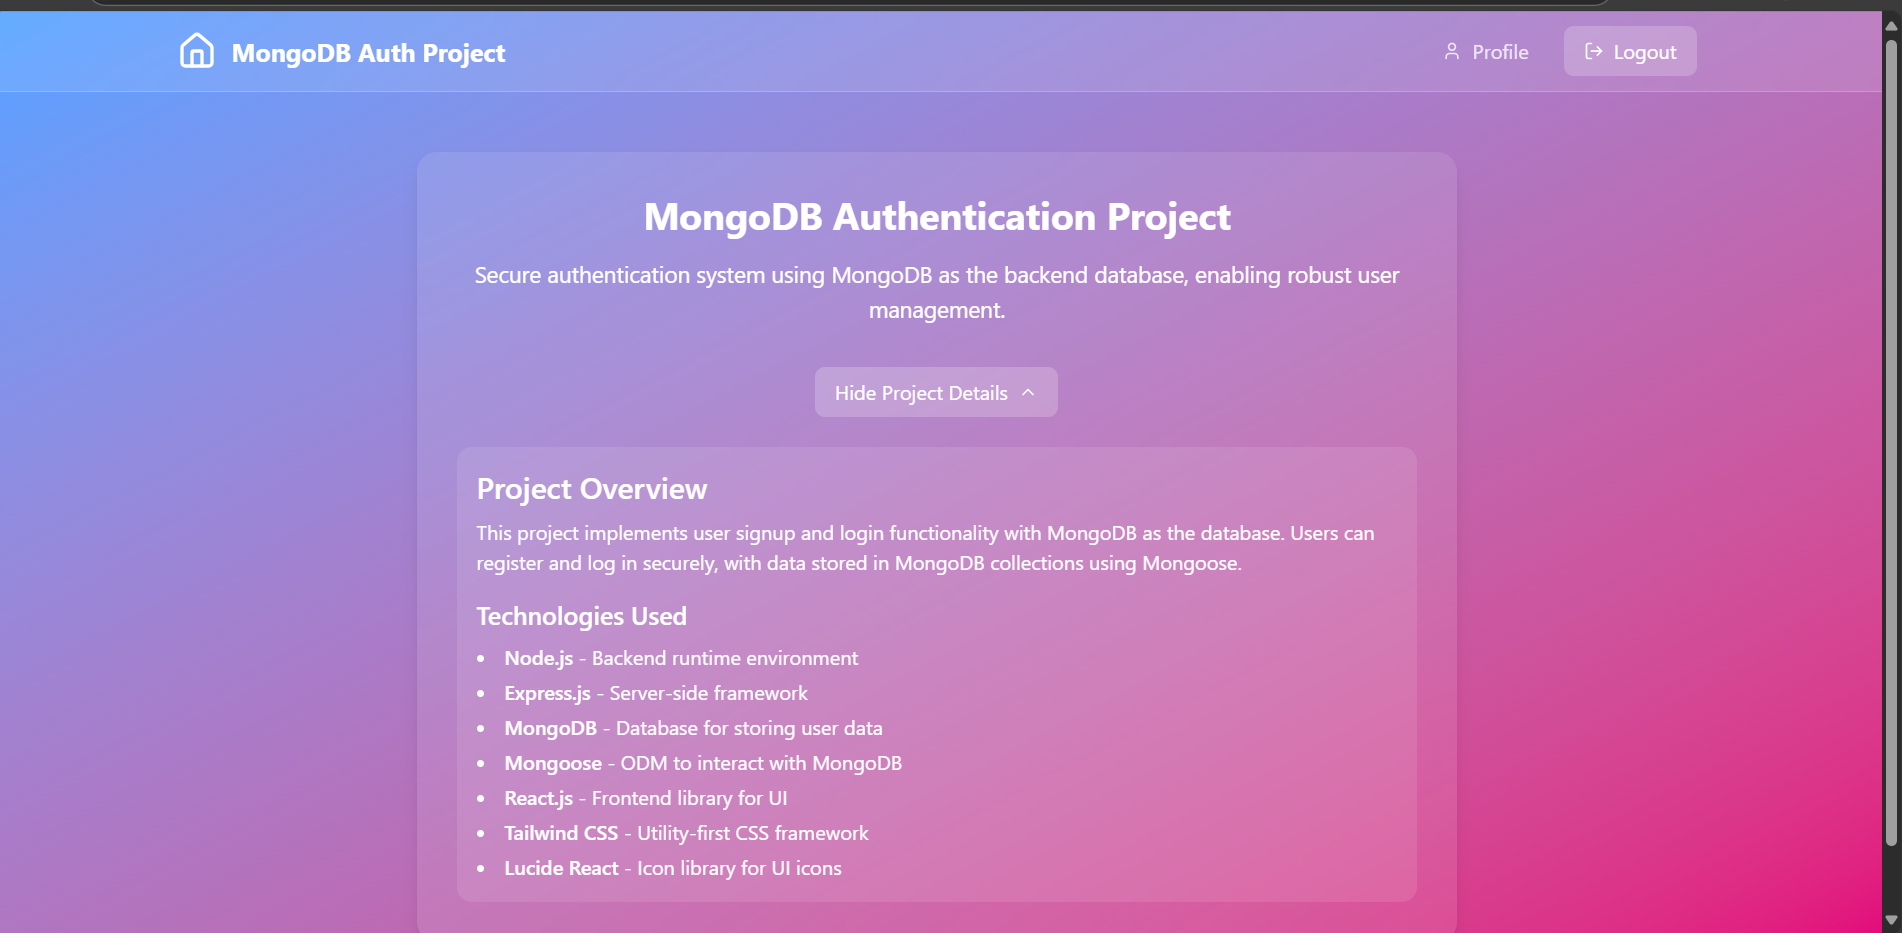 MongoDB Auth Project
Profile
Logout
MongoDB Authentication Project
Secure authentication system using MongoDB as the backend database, enabling robust user
management.
Hide Project Details
Project Overview
This project implements user signup and login functionality with MongoDB as the database. Users can
register and log in securely, with data stored in MongoDB collections using Mongoose.
Technologies Used
• Node.js - Backend runtime environment
• Express.js - Server-side framework
• MongoDB - Database for storing user data
• Mongoose - ODM to interact with MongoDB
• React.js - Frontend library for UI
• Tailwind CSS - Utility-first CSS framework
• Lucide React - Icon library for UI icons